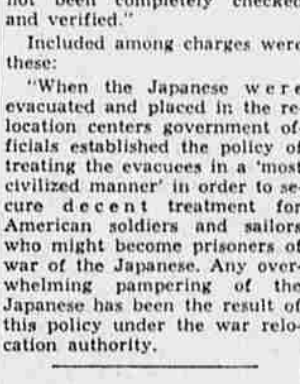 not been completely checked
and verified."
Included among charges were
these:
"When the Japanese were
evacuated and placed in the re
location centers government of
ficials established the policy of
treating the evacuees in a 'most
civilized manner' in order to se
cure decent treatment for
American soldiers and sailors
who might become prisoners of
war of the Japanese. Any over-
whelming pampering of the
Japanese has been the result of
this policy under the war relo-
cation authority.